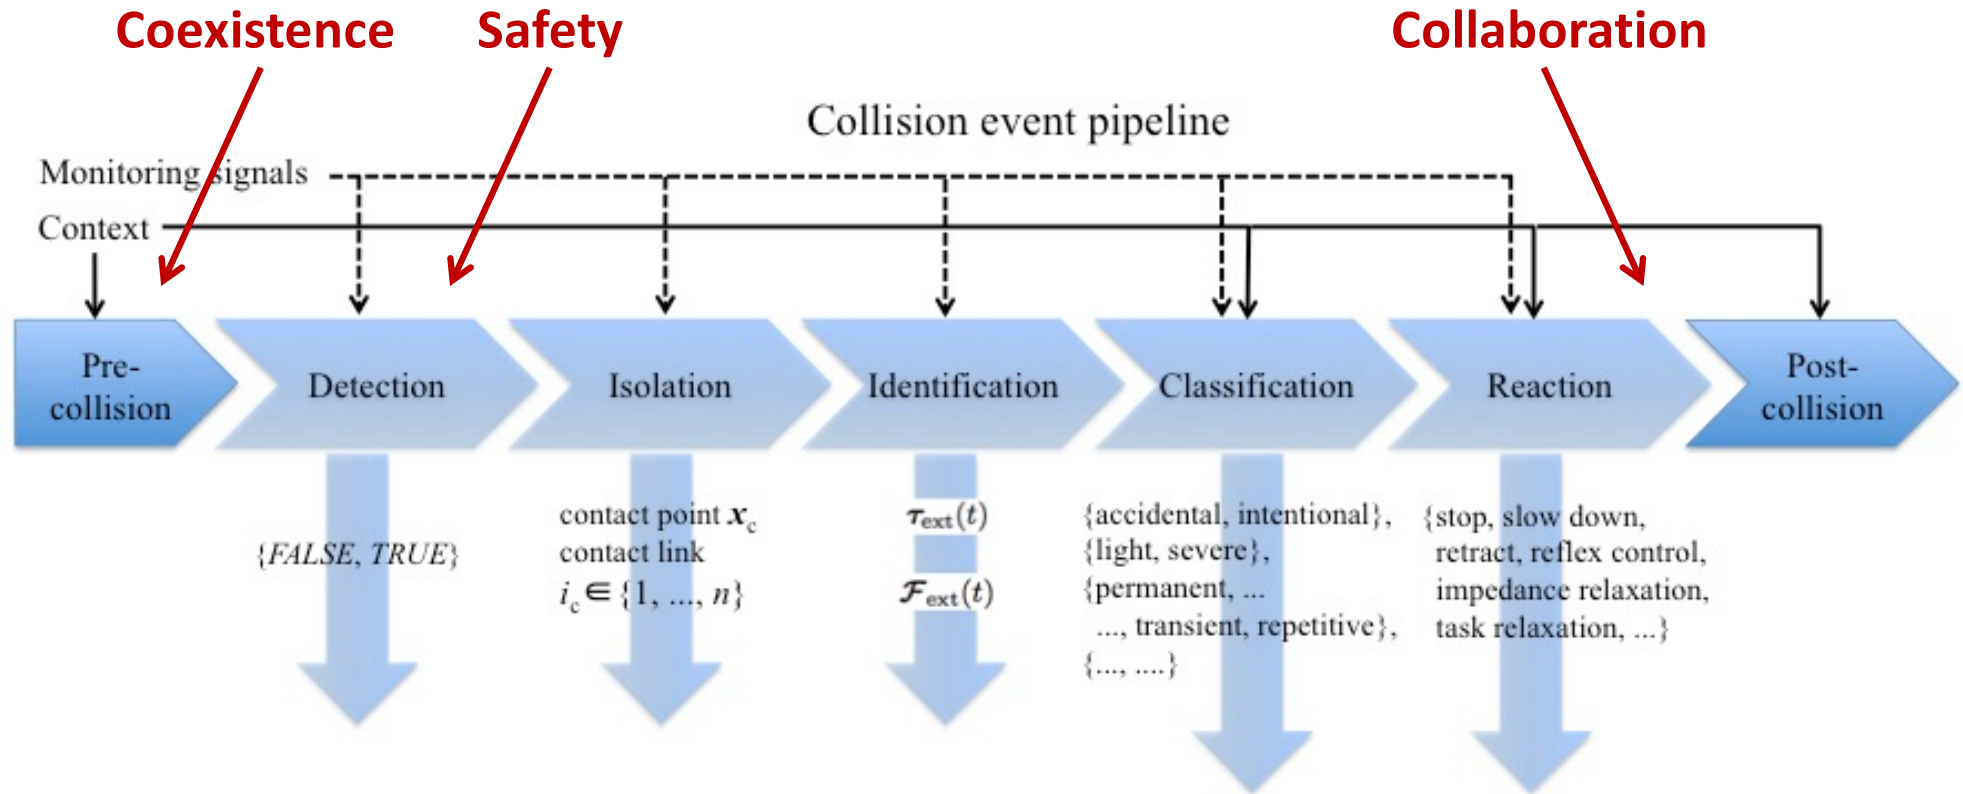 Coexistence Safety Collaboration
Collision event pipeline
Monitoring signals
Context
Pre-
collision
Detection
Isolation
Identification
Classification
Reaction
Post-
collision
{FALSE, TRUE}
contact point x_c
contact link
i_c ∈ {1, ..., n}
τ_ext(t)
ℱ_ext(t)
{accidental, intentional},
{light, severe},
{permanent, ...
..., transient, repetitive},
{..., ....}
{stop, slow down,
retract, reflex control,
impedance relaxation,
task relaxation, ...}